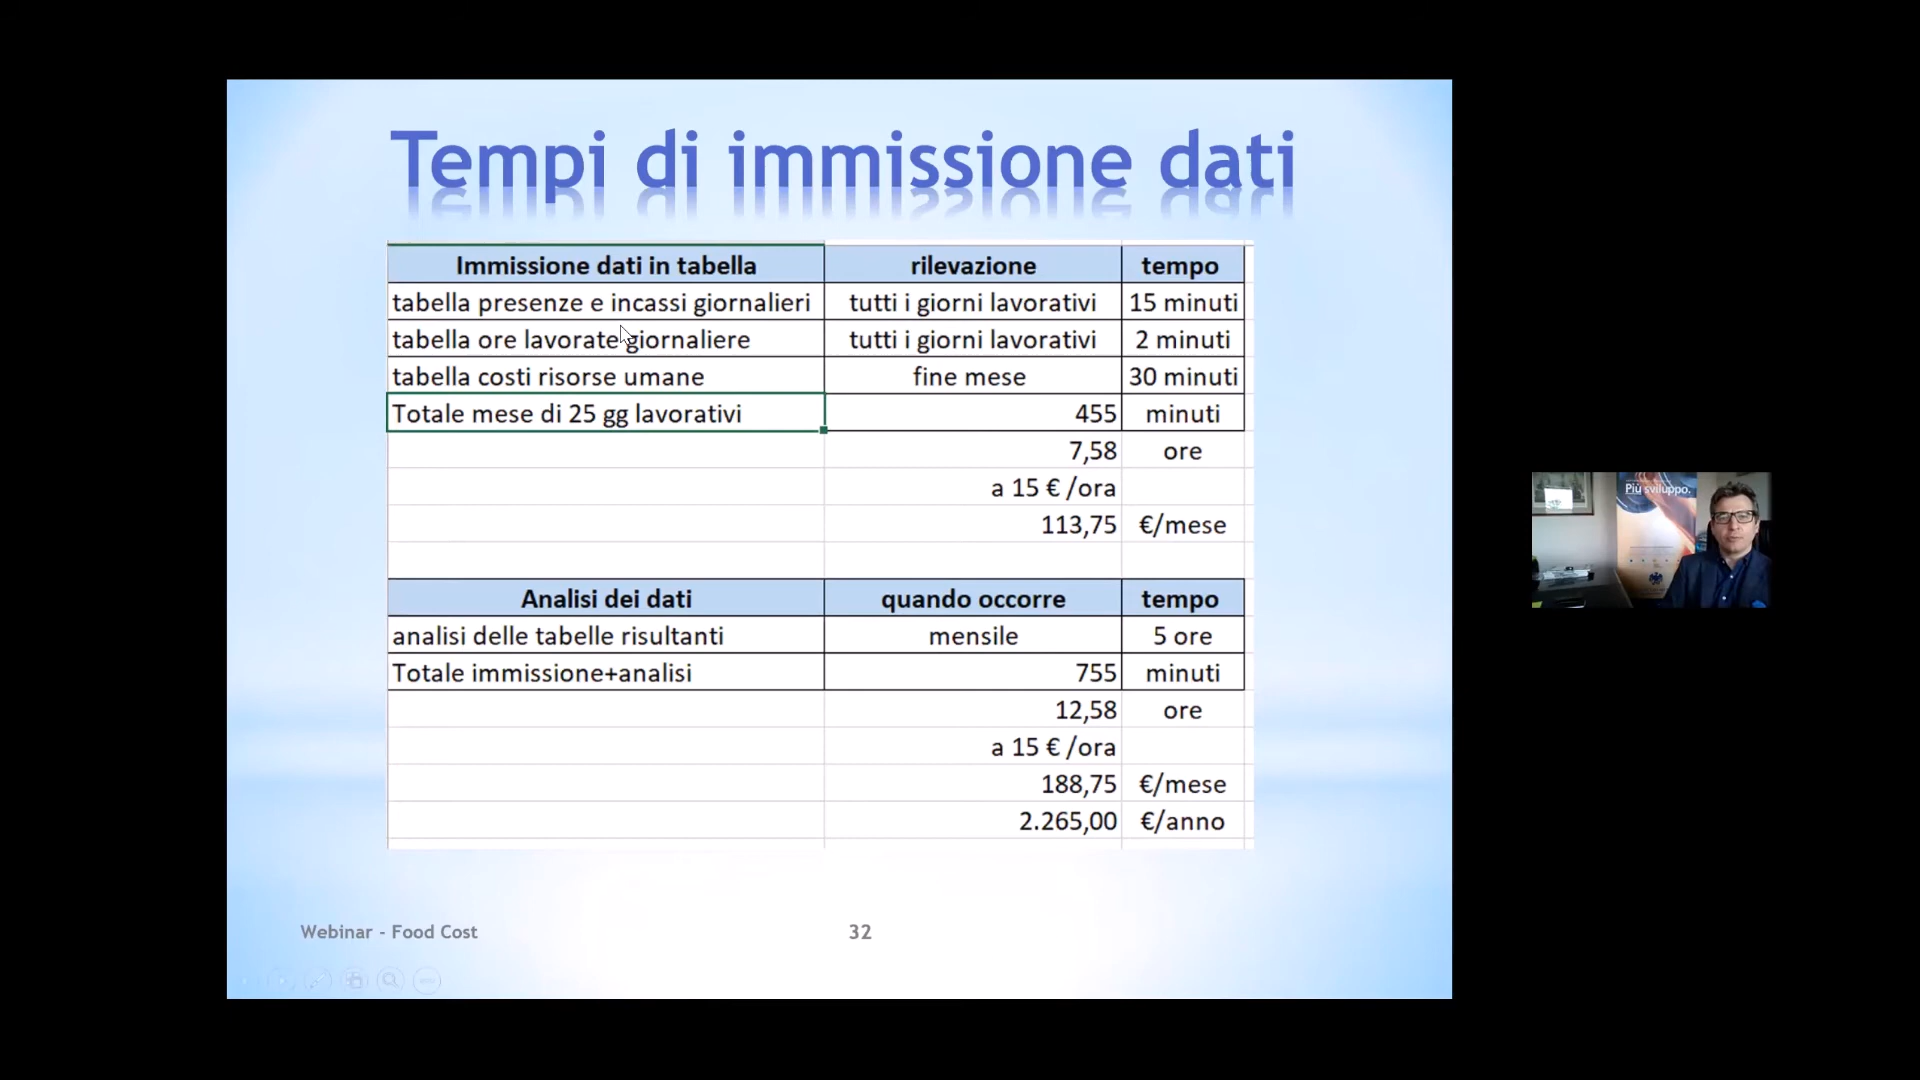 Tempi di immissione dati
Immissione dati in tabella rilevazione tempo
tabella presenze e incassi giornalieri tutti i giorni lavorativi 15 minuti
tabella ore lavorate giornaliere tutti i giorni lavorativi 2 minuti
tabella costi risorse umane fine mese 30 minuti
Totale mese di 25 gg lavorativi 455 minuti
7,58 ore
a 15 € /ora
113,75 €/mese
Analisi dei dati quando occorre tempo
analisi delle tabelle risultanti mensile 5 ore
Totale immissione+analisi 755 minuti
12,58 ore
a 15 € /ora
188,75 €/mese
2.265,00 €/anno
Webinar - Food Cost 32
Più sviluppo.